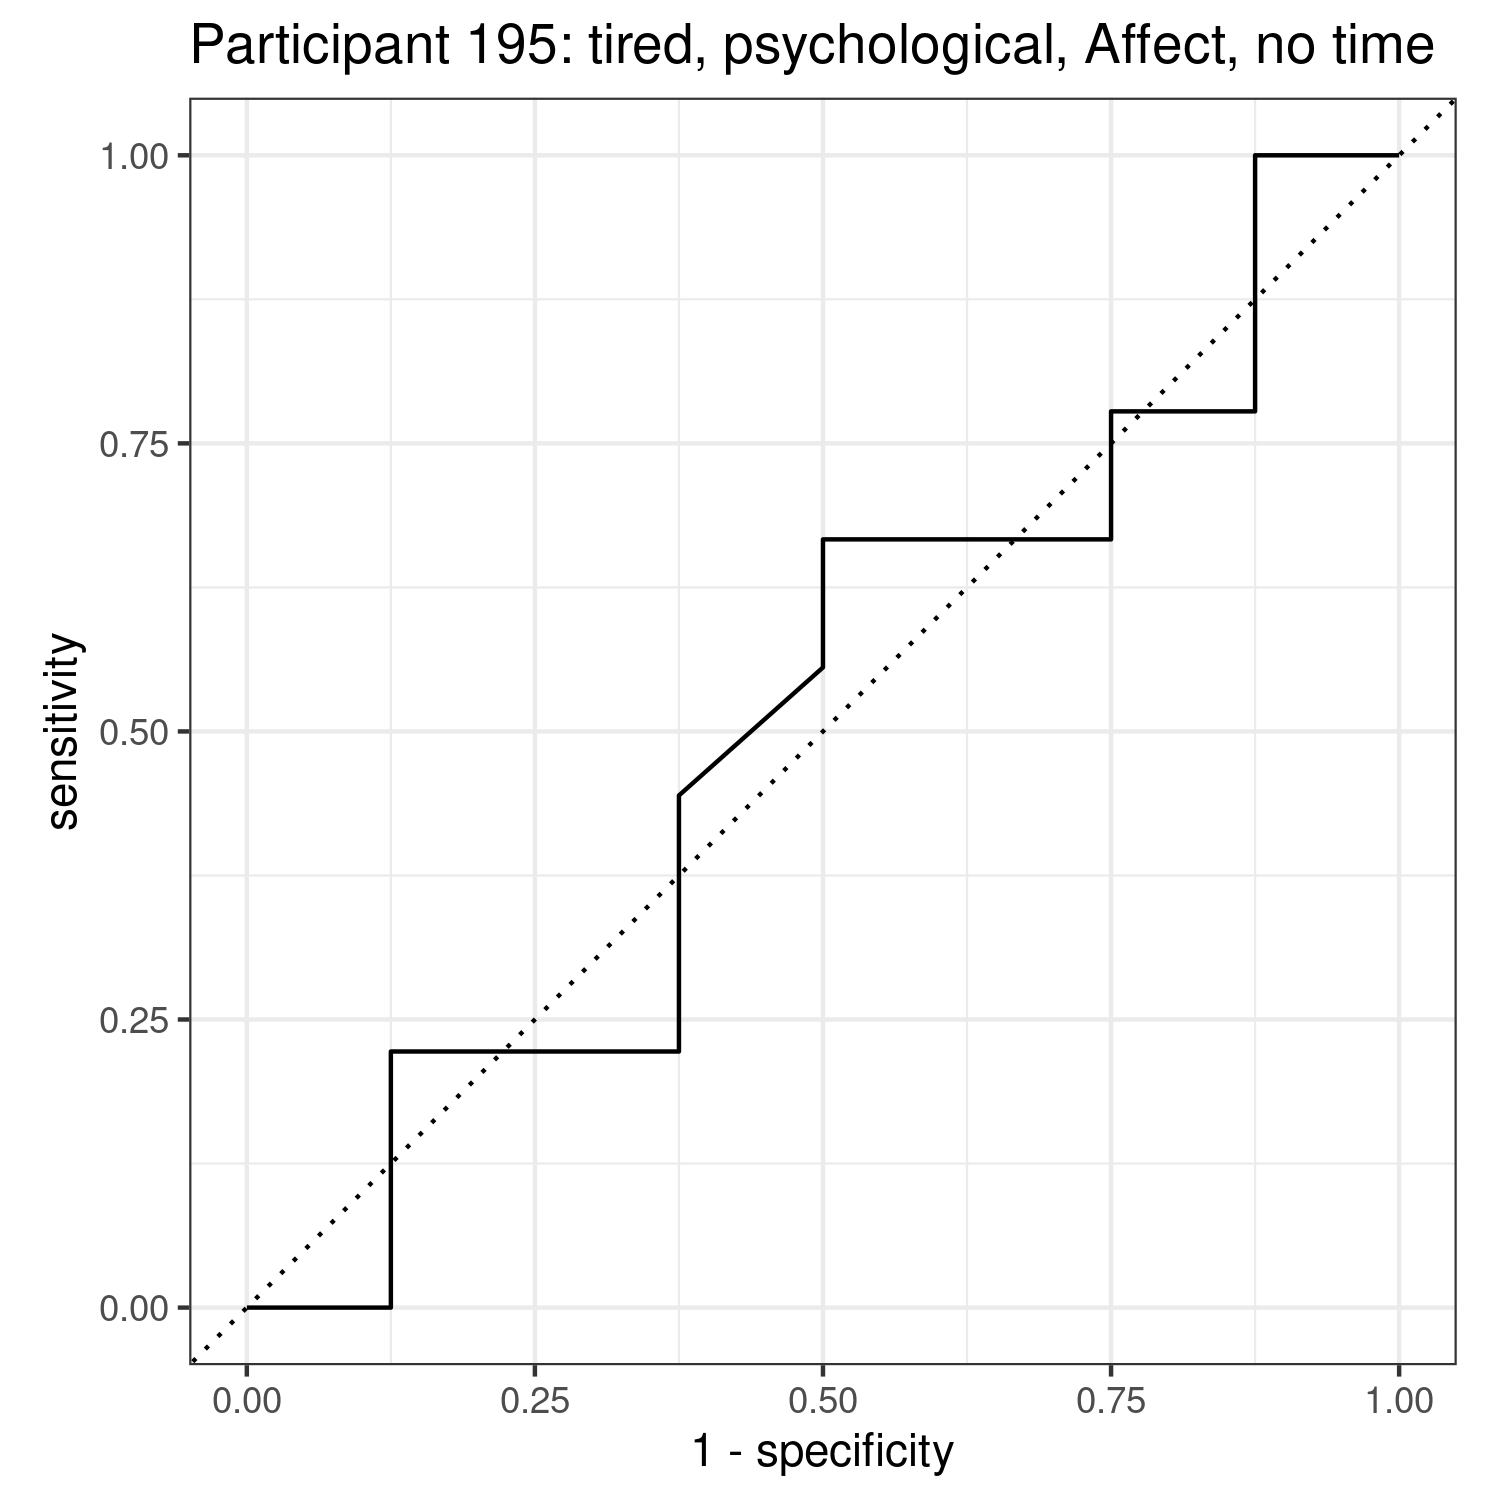 Participant 195: tired, psychological, Affect, no time
1.00
0.75
0.50
0.25
0.00
sensitivity
0.00 0.25 0.50 0.75 1.00
1 - specificity